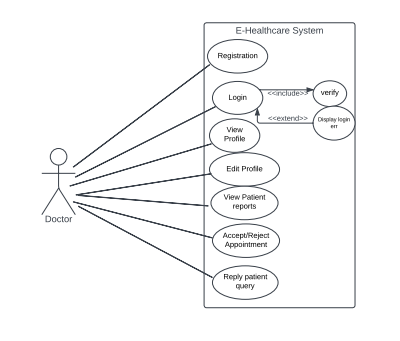 E-Healthcare System
Registration
Login
<<include>>
verify
<<extend>>
Display login
err
View
Profile
Edit Profile
View Patient
reports
Doctor
Accept/Reject
Appointment
Reply patient
query